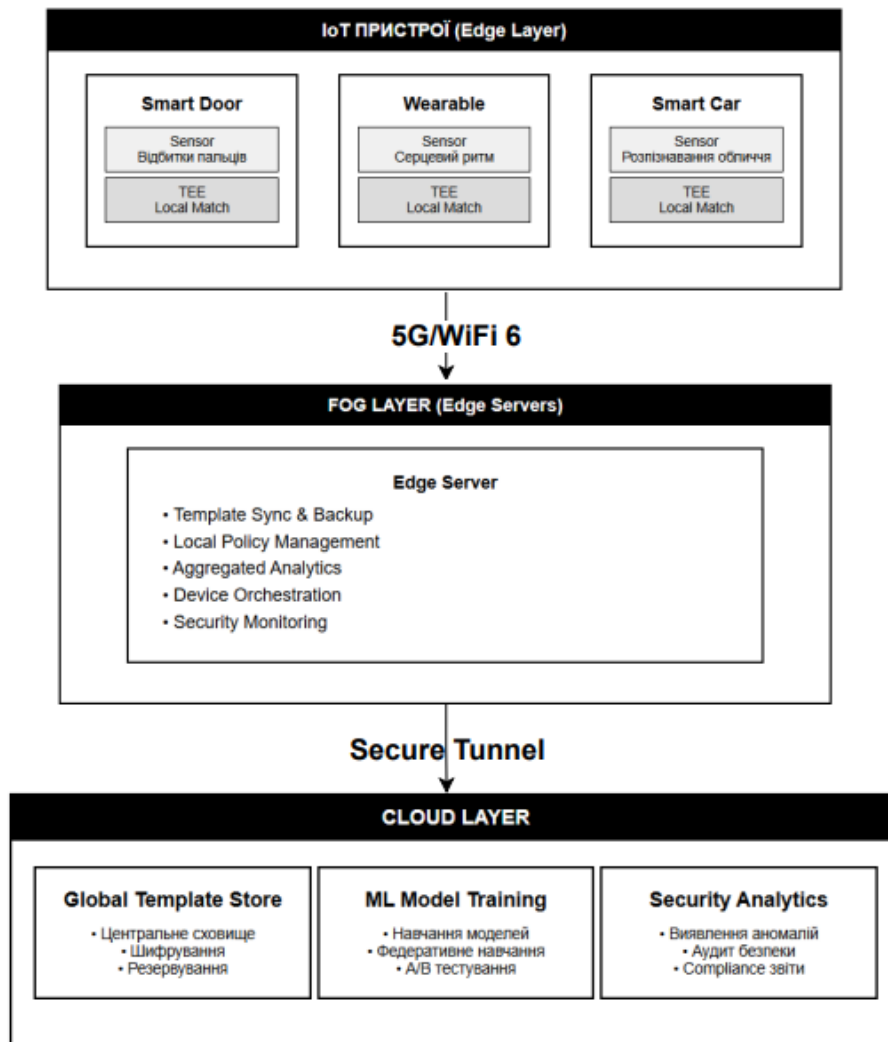 IoT ПРИСТРОЇ (Edge Layer)
Smart Door
Sensor
Відбитки пальців
TEE
Local Match
Wearable
Sensor
Серцевий ритм
TEE
Local Match
Smart Car
Sensor
Розпізнавання обличчя
TEE
Local Match
5G/WiFi 6
FOG LAYER (Edge Servers)
Edge Server
• Template Sync & Backup
• Local Policy Management
• Aggregated Analytics
• Device Orchestration
• Security Monitoring
Secure Tunnel
CLOUD LAYER
Global Template Store
• Центральне сховище
• Шифрування
• Резервування
ML Model Training
• Навчання моделей
• Федеративне навчання
• A/B тестування
Security Analytics
• Виявлення аномалій
• Аудит безпеки
• Compliance звіти